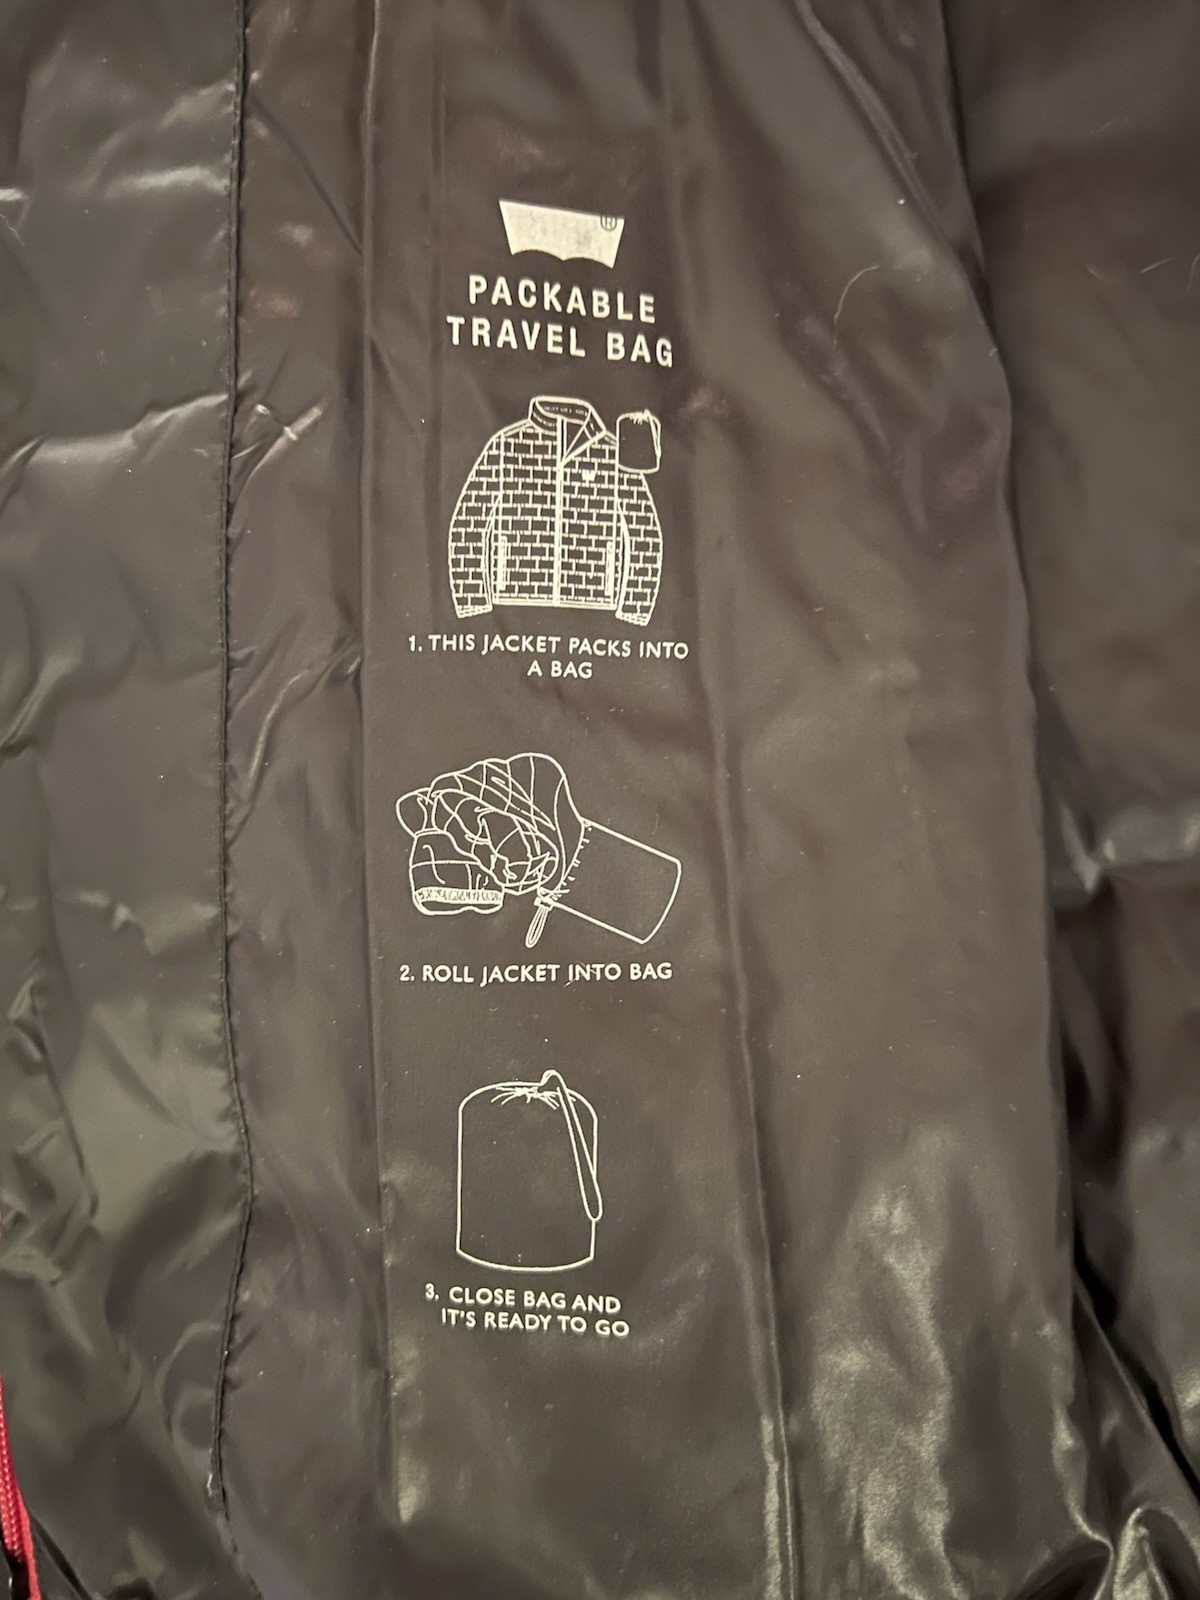 ®
PACKABLE
TRAVEL BAG
1. THIS JACKET PACKS INTO
A BAG
2. ROLL JACKET INTO BAG
3. CLOSE BAG AND
IT'S READY TO GO